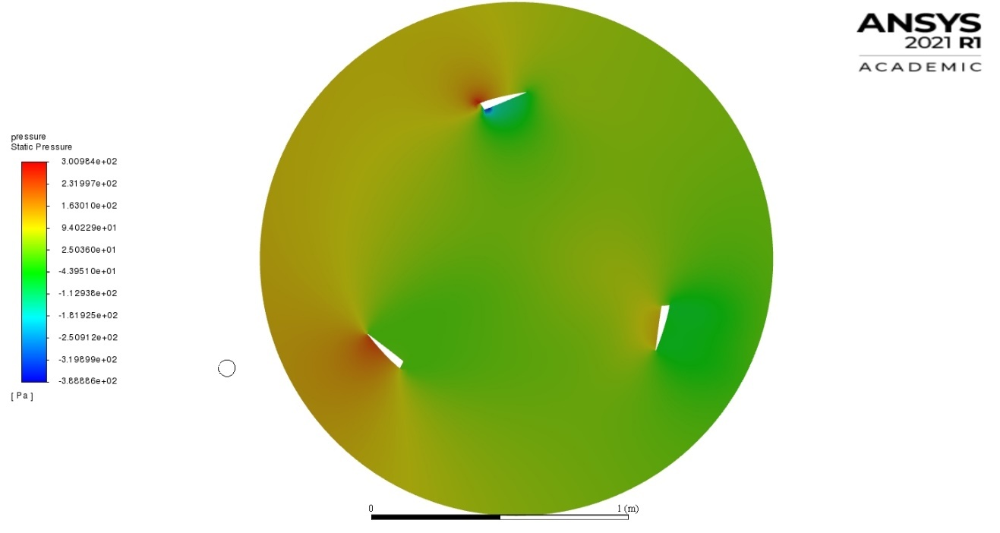 ANSYS
2021 R1
ACADEMIC
pressure
Static Pressure
3.00984e+02
2.31997e+02
1.63010e+02
9.40229e+01
2.50360e+01
-4.39510e+01
-1.12938e+02
-1.81925e+02
-2.50912e+02
-3.19899e+02
-3.88886e+02
[ Pa ]
0 1 (m)